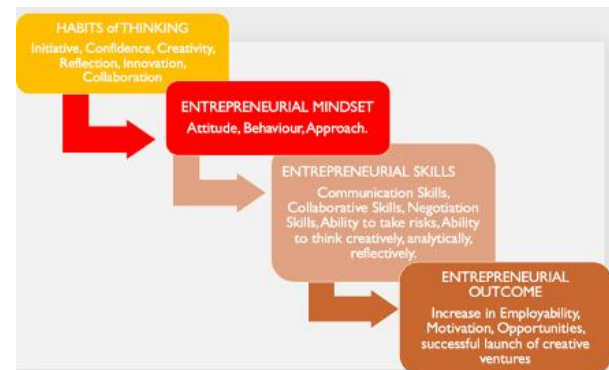 HABITS of THINKING
Initiative, Confidence, Creativity,
Reflection, Innovation,
Collaboration
ENTREPRENEURIAL MINDSET
Attitude, Behaviour, Approach.
ENTREPRENEURIAL SKILLS
Communication Skills,
Collaborative Skills, Negotiation
Skills, Ability to take risks, Ability
to think creatively, analytically,
reflectively.
ENTREPRENEURIAL
OUTCOME
Increase in Employability,
Motivation, Opportunities,
successful launch of creative
ventures